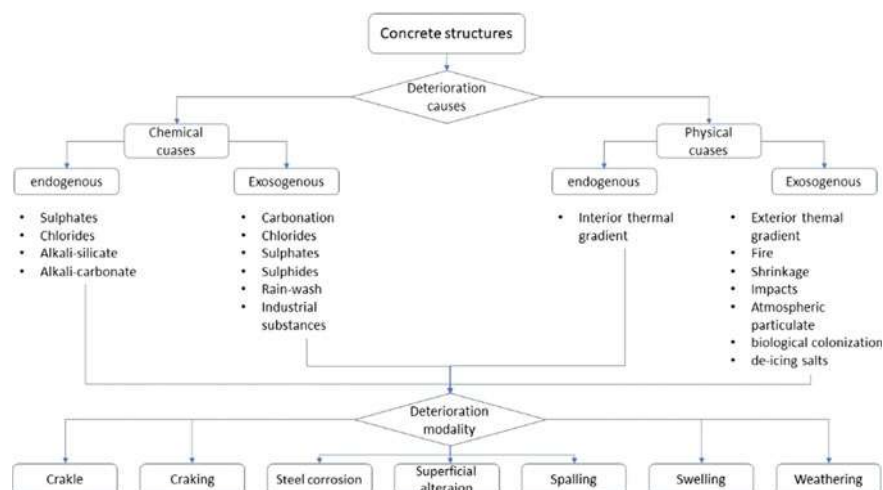 Concrete structures
Deterioration
causes
Chemical
cuases
Physical
cuases
endogenous
Exosogenous
endogenous
Exosogenous
• Sulphates
• Chlorides
• Alkali-silicate
• Alkali-carbonate
• Carbonation
• Chlorides
• Sulphates
• Sulphides
• Rain-wash
• Industrial
substances
• Interior thermal
gradient
• Exterior themal
gradient
• Fire
• Shrinkage
• Impacts
• Atmospheric
particulate
• biological colonization
• de-icing salts
Deterioration
modality
Crakle
Craking
Steel corrosion
Superficial
alteraion
Spalling
Swelling
Weathering